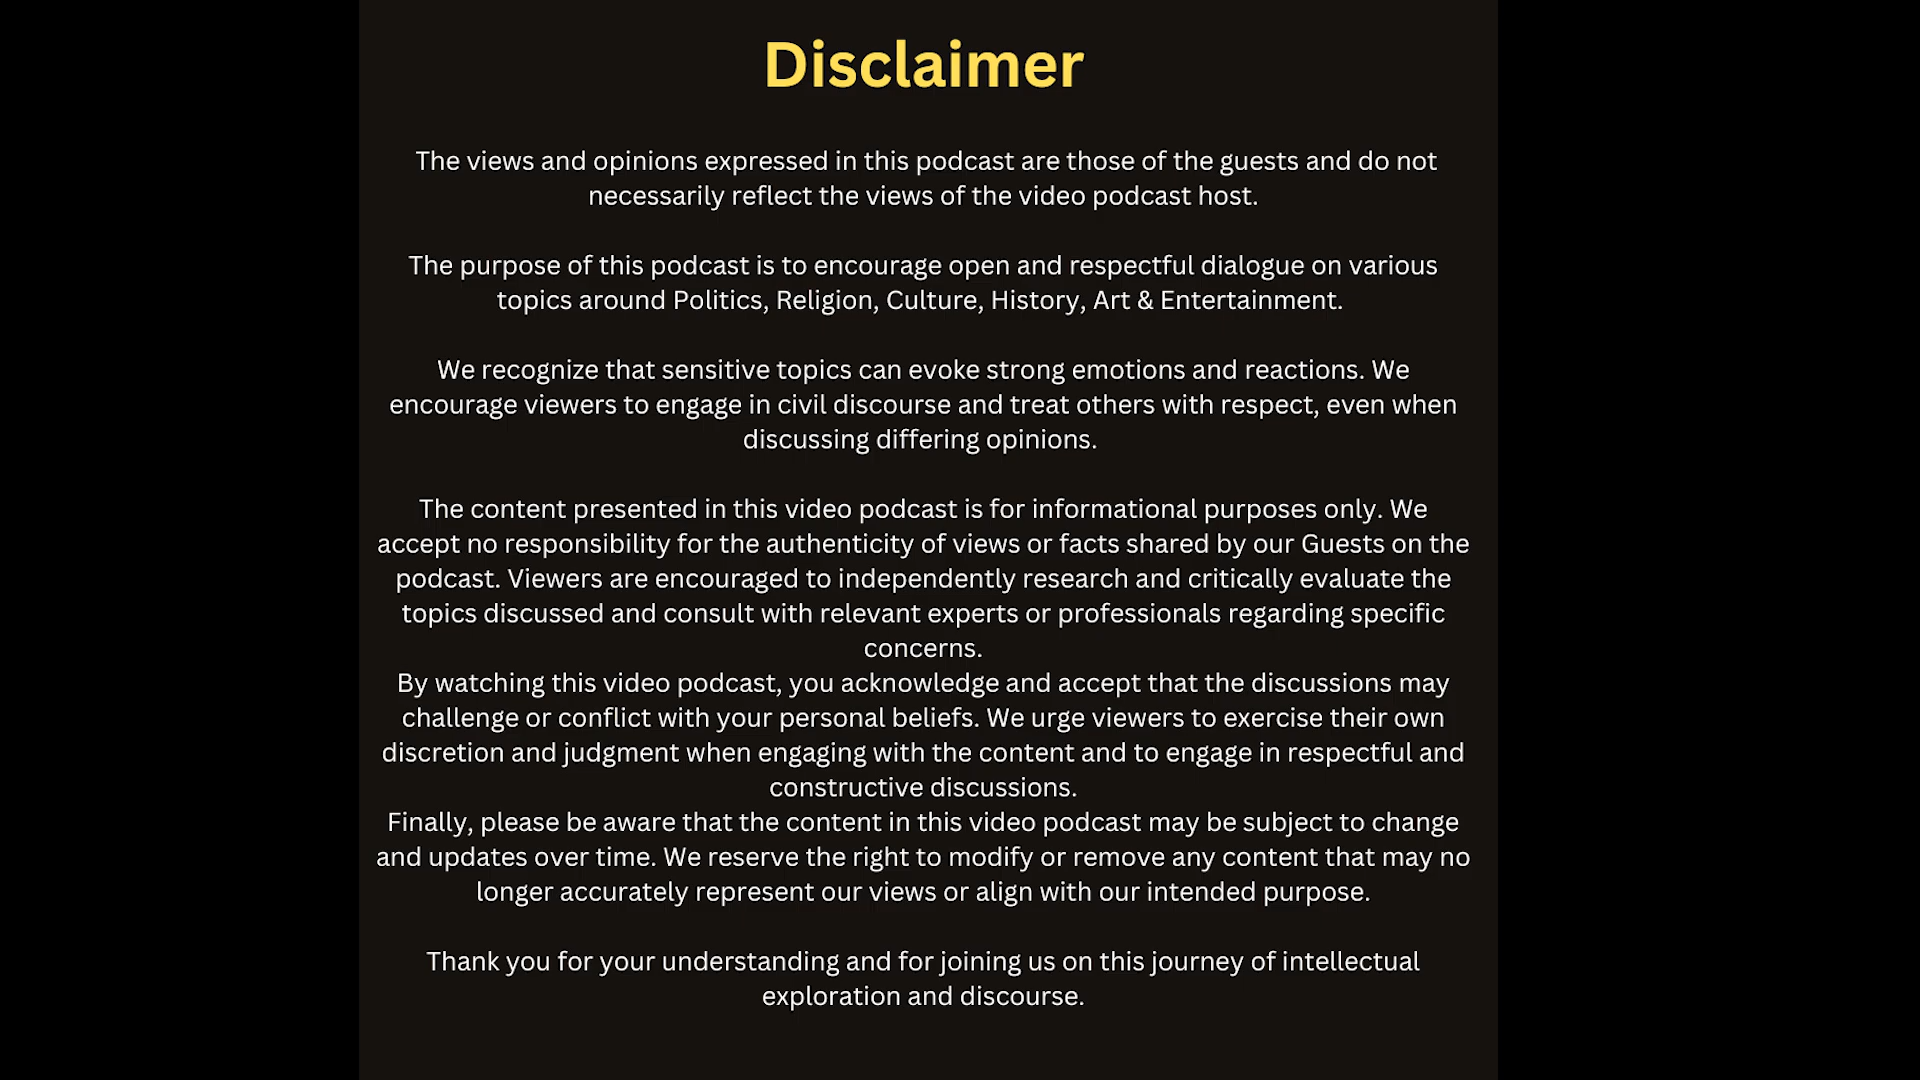 Disclaimer
The views and opinions expressed in this podcast are those of the guests and do not
necessarily reflect the views of the video podcast host.
The purpose of this podcast is to encourage open and respectful dialogue on various
topics around Politics, Religion, Culture, History, Art & Entertainment.
We recognize that sensitive topics can evoke strong emotions and reactions. We
encourage viewers to engage in civil discourse and treat others with respect, even when
discussing differing opinions.
The content presented in this video podcast is for informational purposes only. We
accept no responsibility for the authenticity of views or facts shared by our Guests on the
podcast. Viewers are encouraged to independently research and critically evaluate the
topics discussed and consult with relevant experts or professionals regarding specific
concerns.
By watching this video podcast, you acknowledge and accept that the discussions may
challenge or conflict with your personal beliefs. We urge viewers to exercise their own
discretion and judgment when engaging with the content and to engage in respectful and
constructive discussions.
Finally, please be aware that the content in this video podcast may be subject to change
and updates over time. We reserve the right to modify or remove any content that may no
longer accurately represent our views or align with our intended purpose.
Thank you for your understanding and for joining us on this journey of intellectual
exploration and discourse.